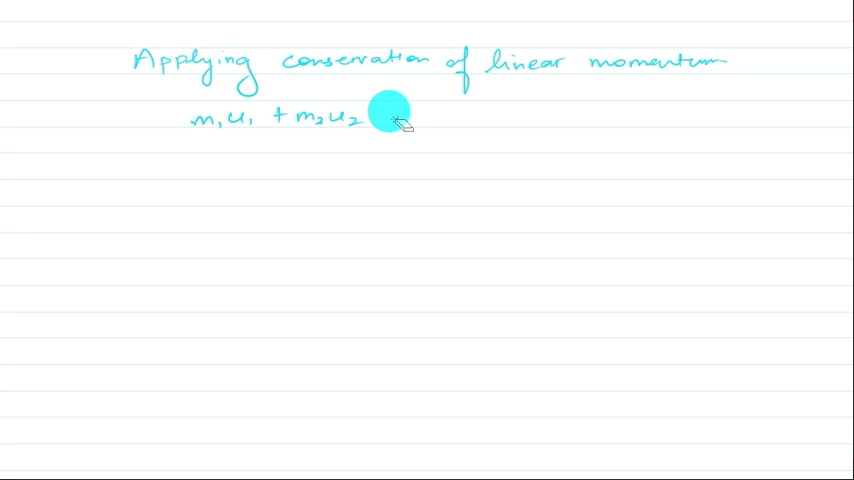 Applying conservation of linear momentum
m₁u₁ + m₂u₂